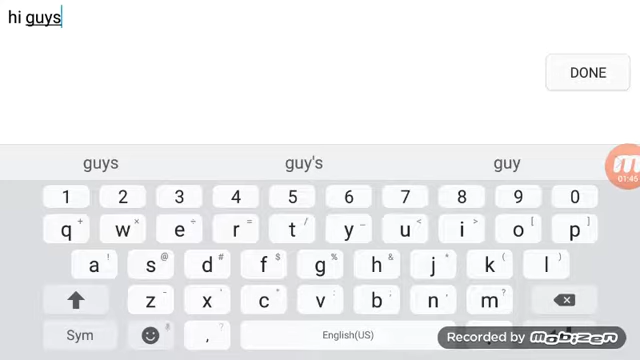 hi guys
DONE
guys guy's guy
01:45
1 2 3 4 5 6 7 8 9 0
q + w × e ÷ r = t / y _ u < i > o [ p ]
a ! s @ d # f $ g % h & j * k ( l )
z - x ' c " v : b ; n , m ?
Sym , English(US)
Recorded by mobizen